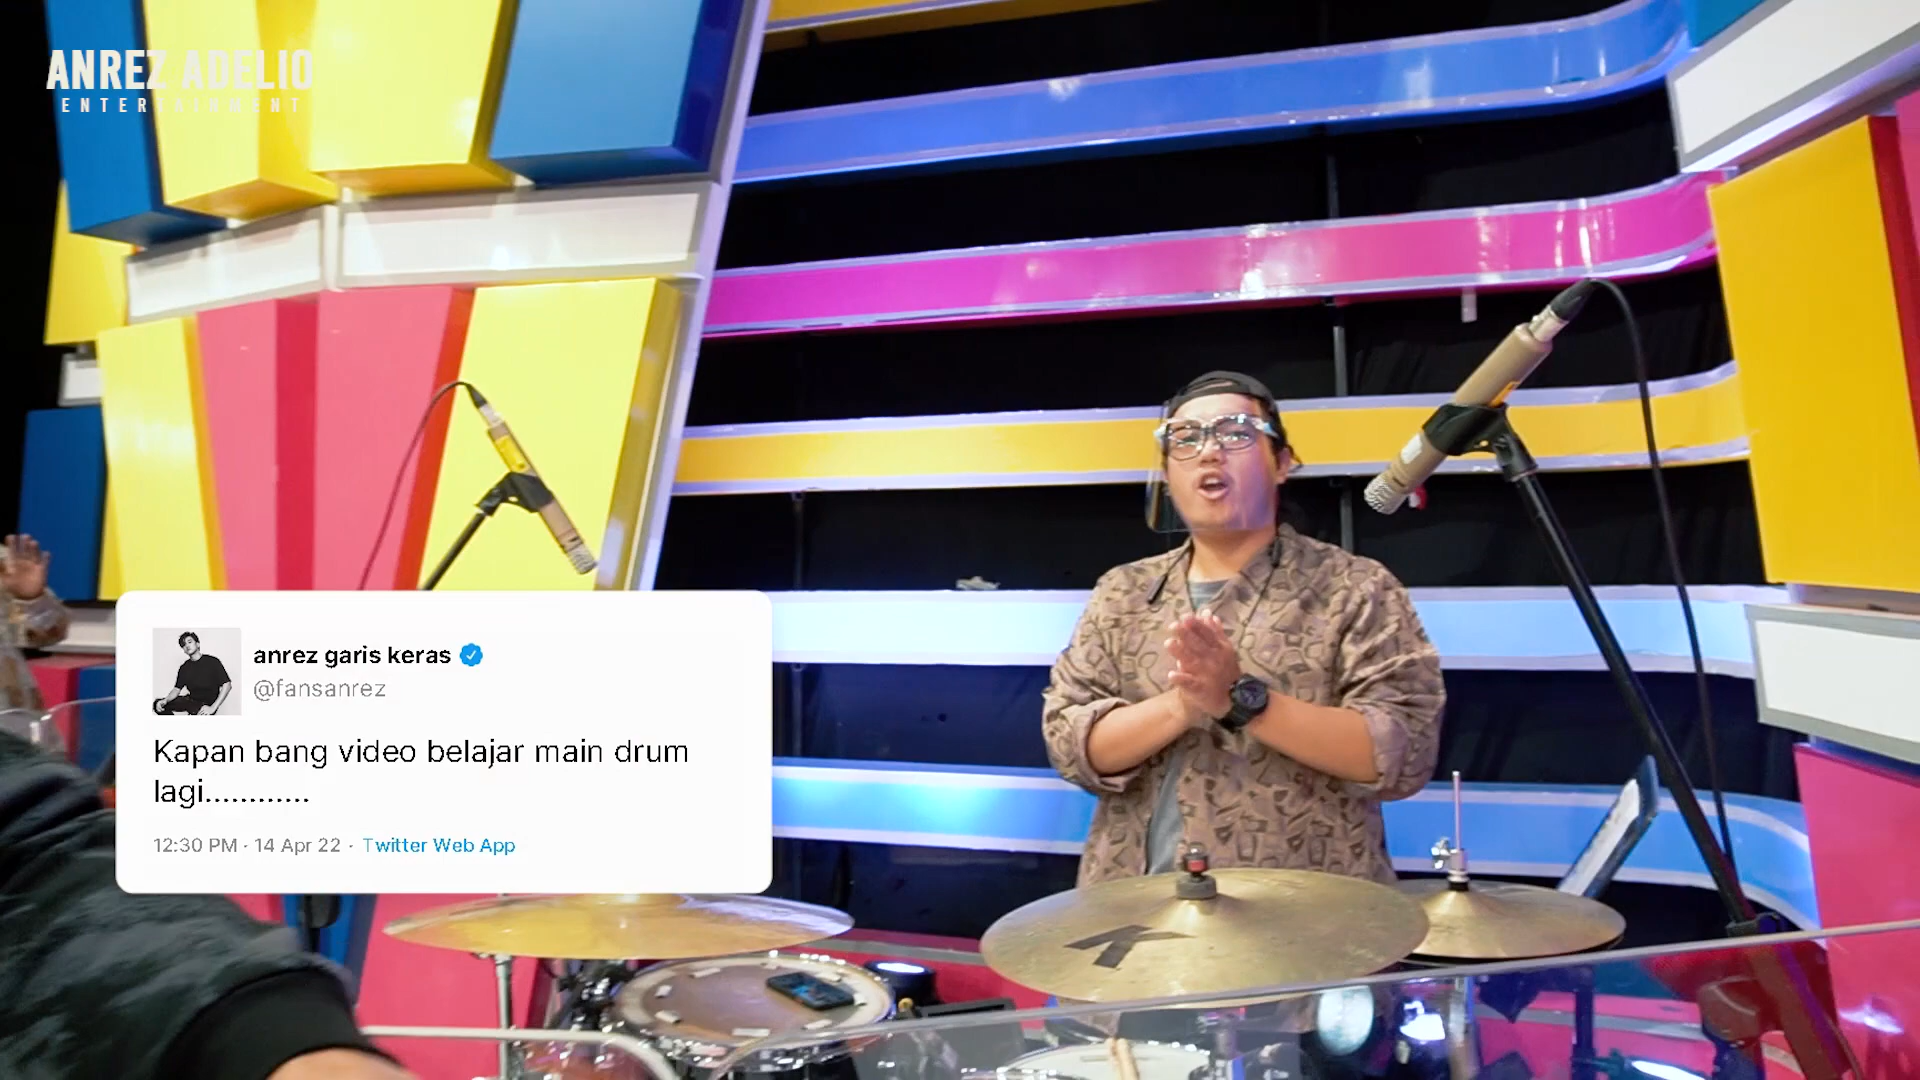 ANREZ ADELIO
ENTERTAINMENT
anrez garis keras
@fansanrez
Kapan bang video belajar main drum
lagi............
12:30 PM · 14 Apr 22 · Twitter Web App
K